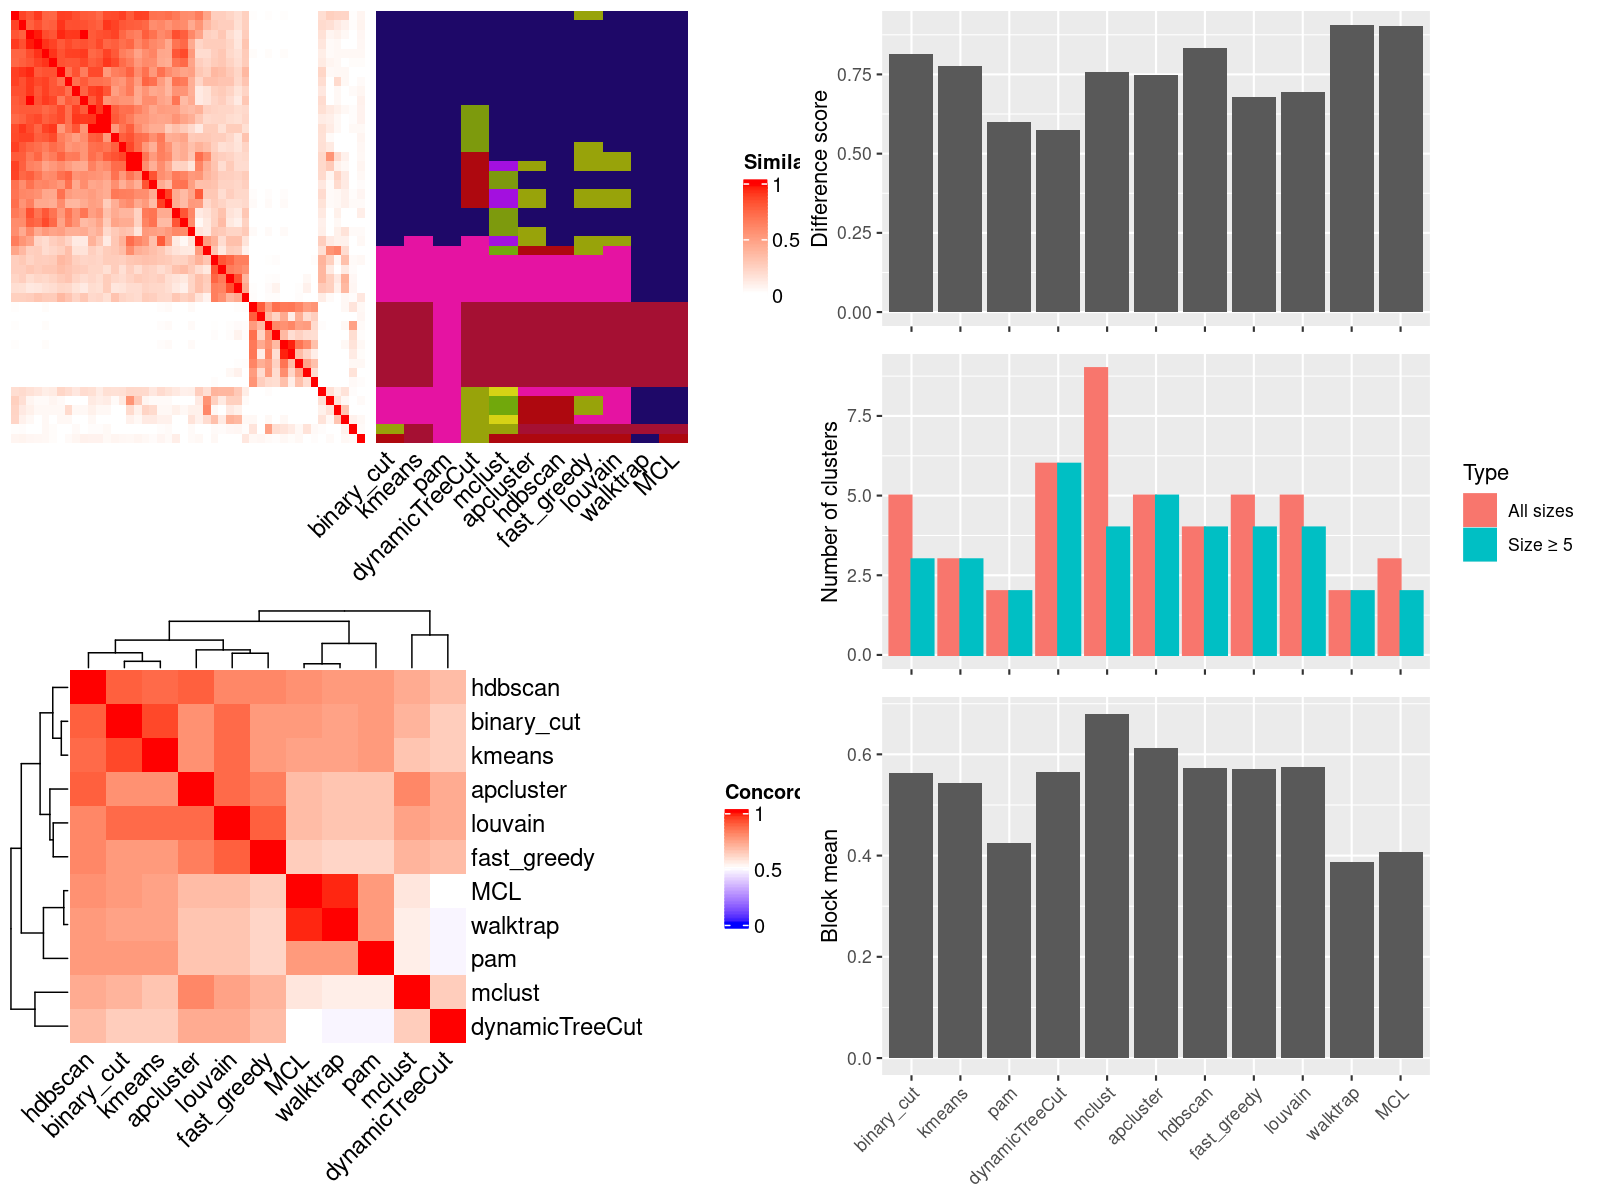 Simila
1
0.5
0
binary_cut
kmeans
pam
dynamicTreeCut
mclust
apcluster
hdbscan
fast_greedy
louvain
walktrap
MCL
hdbscan
binary_cut
kmeans
apcluster
louvain
fast_greedy
MCL
walktrap
pam
mclust
dynamicTreeCut
Concord
1
0.5
0
hdbscan
binary_cut
kmeans
apcluster
louvain
fast_greedy
MCL
walktrap
pam
mclust
dynamicTreeCut
Difference score
0.75
0.50
0.25
0.00
Number of clusters
7.5
5.0
2.5
0.0
Type
All sizes
Size ≥ 5
Block mean
0.6
0.4
0.2
0.0
binary_cut
kmeans
pam
dynamicTreeCut
mclust
apcluster
hdbscan
fast_greedy
louvain
walktrap
MCL